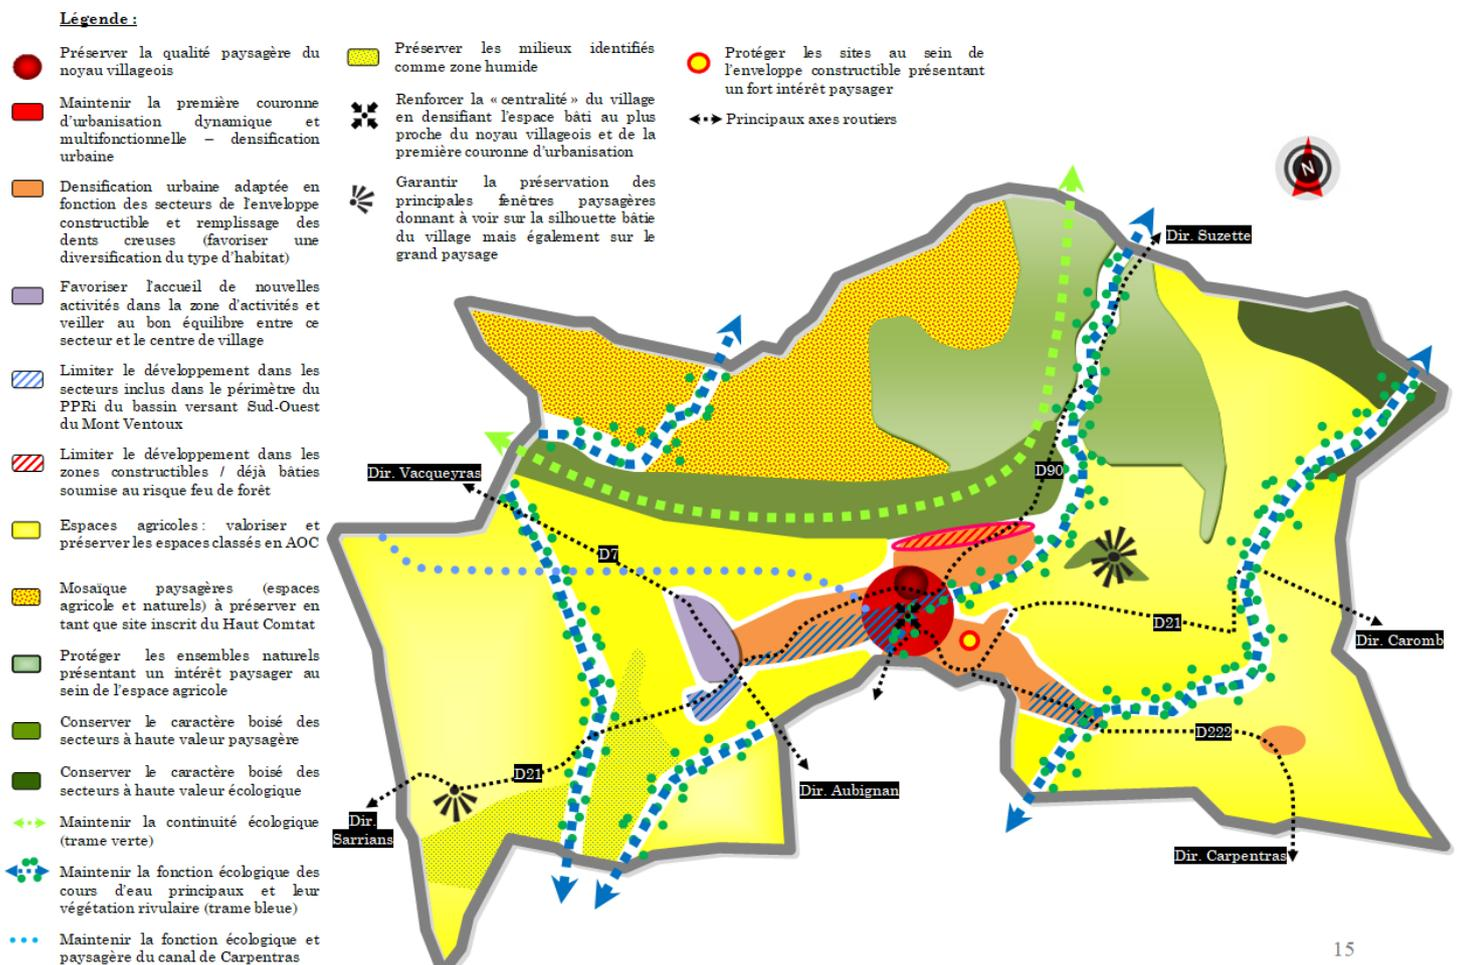 Légende :
Préserver la qualité paysagère du
noyau villageois
Maintenir la première couronne
d'urbanisation dynamique et
multifonctionnelle – densification
urbaine
Densification urbaine adaptée en
fonction des secteurs de l'enveloppe
constructible et remplissage des
dents creuses (favoriser une
diversification du type d'habitat)
Favoriser l'accueil de nouvelles
activités dans la zone d'activités et
veiller au bon équilibre entre ce
secteur et le centre de village
Limiter le développement dans les
secteurs inclus dans le périmètre du
PPRi du bassin versant Sud-Ouest
du Mont Ventoux
Limiter le développement dans les
zones constructibles / déjà bâties
soumise au risque feu de forêt
Espaces agricoles : valoriser et
préserver les espaces classés en AOC
Mosaïque paysagères (espaces
agricole et naturels) à préserver en
tant que site inscrit du Haut Comtat
Protéger les ensembles naturels
présentant un intérêt paysager au
sein de l'espace agricole
Conserver le caractère boisé des
secteurs à haute valeur paysagère
Conserver le caractère boisé des
secteurs à haute valeur écologique
Maintenir la continuité écologique
(trame verte)
Maintenir la fonction écologique des
cours d'eau principaux et leur
végétation rivulaire (trame bleue)
Maintenir la fonction écologique et
paysagère du canal de Carpentras
Préserver les milieux identifiés
comme zone humide
Renforcer la « centralité » du village
en densifiant l'espace bâti au plus
proche du noyau villageois et de la
première couronne d'urbanisation
Garantir la préservation des
principales fenêtres paysagères
donnant à voir sur la silhouette bâtie
du village mais également sur le
grand paysage
Protéger les sites au sein de
l'enveloppe constructible présentant
un fort intérêt paysager
Principaux axes routiers
N
Dir. Suzette
Dir. Vacqueyras
D90
D7
D21
Dir. Caromb
D222
D21
Dir. Aubignan
Dir.
Sarrians
Dir. Carpentras
15